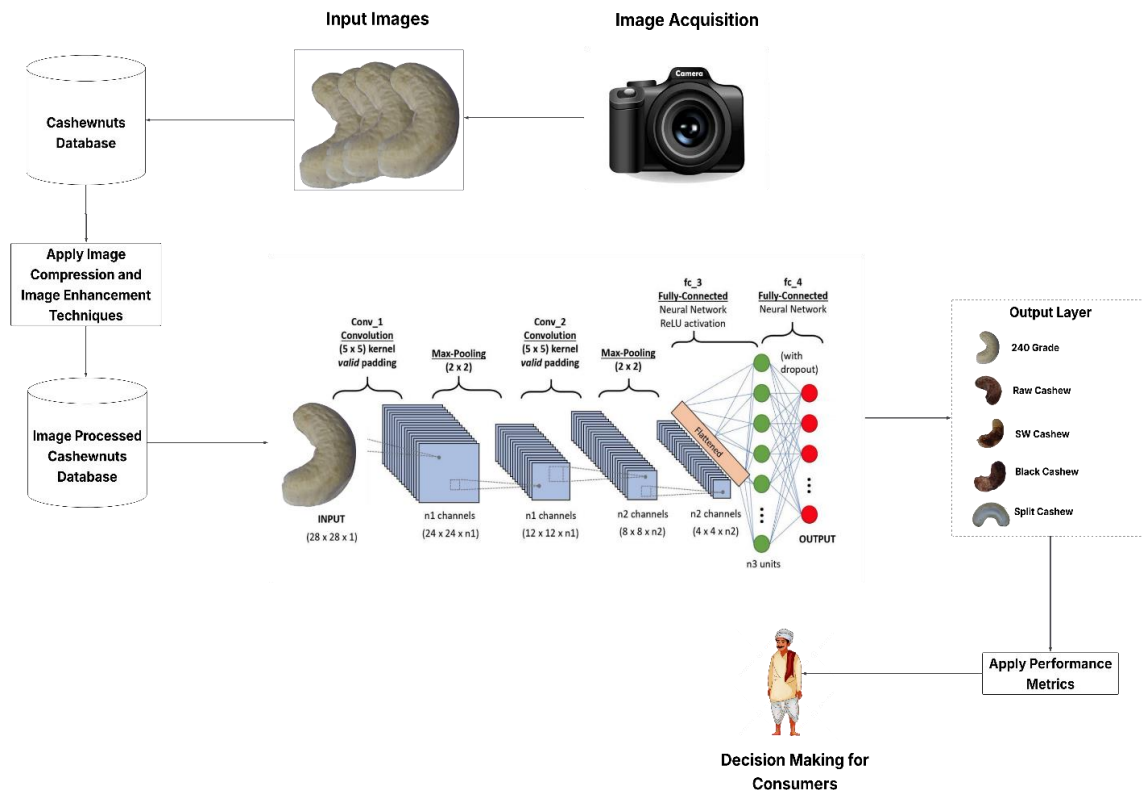 Input Images
Image Acquisition
Camera
Cashewnuts
Database
Apply Image
Compression and
Image Enhancement
Techniques
Image Processed
Cashewnuts
Database
Conv_1
Convolution
(5 x 5) kernel
valid padding
Max-Pooling
(2 x 2)
Conv_2
Convolution
(5 x 5) kernel
valid padding
Max-Pooling
(2 x 2)
fc_3
Fully-Connected
Neural Network
ReLU activation
fc_4
Fully-Connected
Neural Network
(with
dropout)
Flattened
INPUT
(28 x 28 x 1)
n1 channels
(24 x 24 x n1)
n1 channels
(12 x 12 x n1)
n2 channels
(8 x 8 x n2)
n2 channels
(4 x 4 x n2)
n3 units
OUTPUT
Output Layer
240 Grade
Raw Cashew
SW Cashew
Black Cashew
Split Cashew
Apply Performance
Metrics
Decision Making for
Consumers